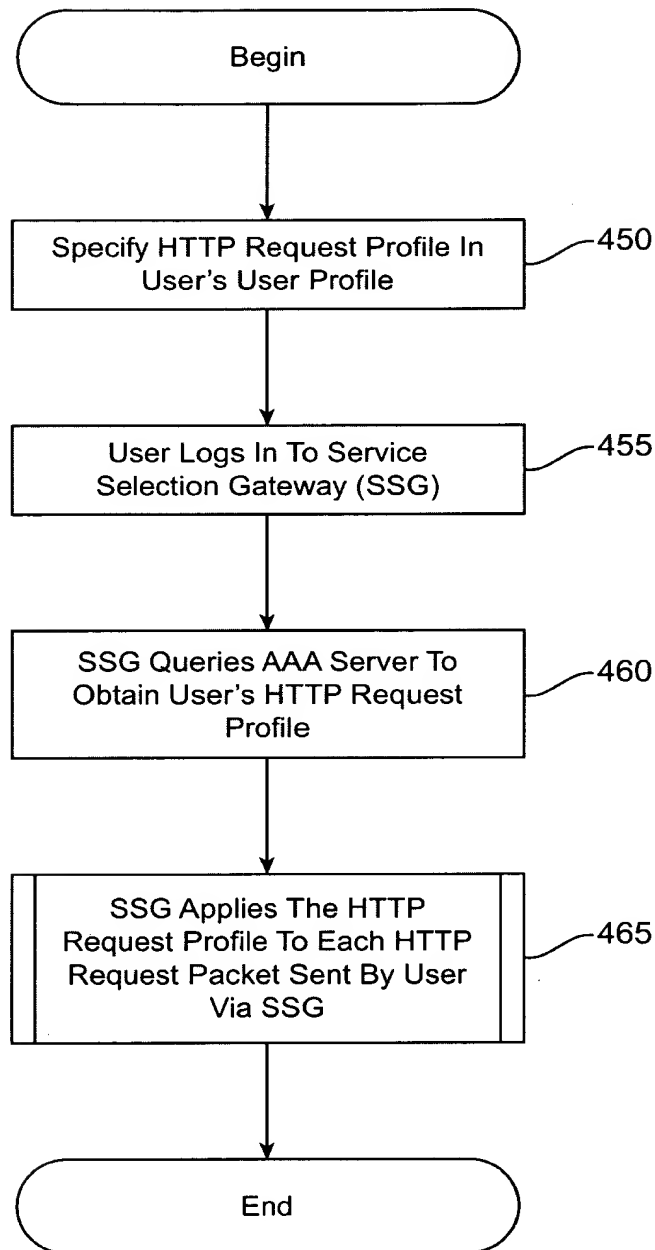 Begin
Specify HTTP Request Profile In
User's User Profile
450
User Logs In To Service
Selection Gateway (SSG)
455
SSG Queries AAA Server To
Obtain User's HTTP Request
Profile
460
SSG Applies The HTTP
Request Profile To Each HTTP
Request Packet Sent By User
Via SSG
465
End